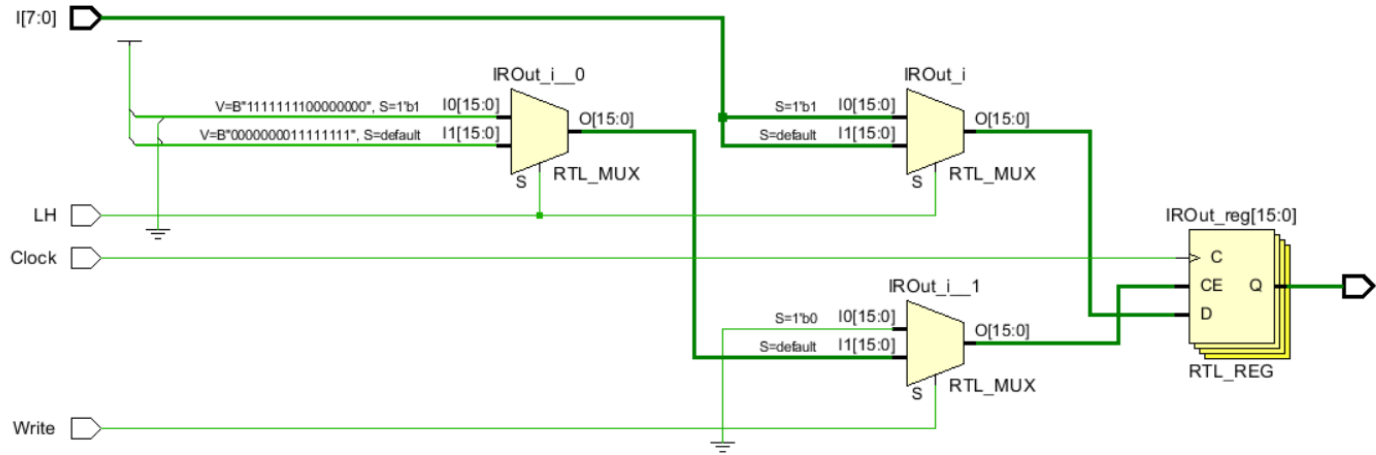 I[7:0]
IROut_i__0
IROut_i
V=B"1111111100000000", S=1'b1
I0[15:0]
V=B"0000000011111111", S=default
I1[15:0]
O[15:0]
S
RTL_MUX
S=1'b1
I0[15:0]
S=default
I1[15:0]
O[15:0]
S
RTL_MUX
LH
IROut_reg[15:0]
Clock
C
CE
Q
D
RTL_REG
IROut_i__1
S=1'b0
I0[15:0]
S=default
I1[15:0]
O[15:0]
S
RTL_MUX
Write